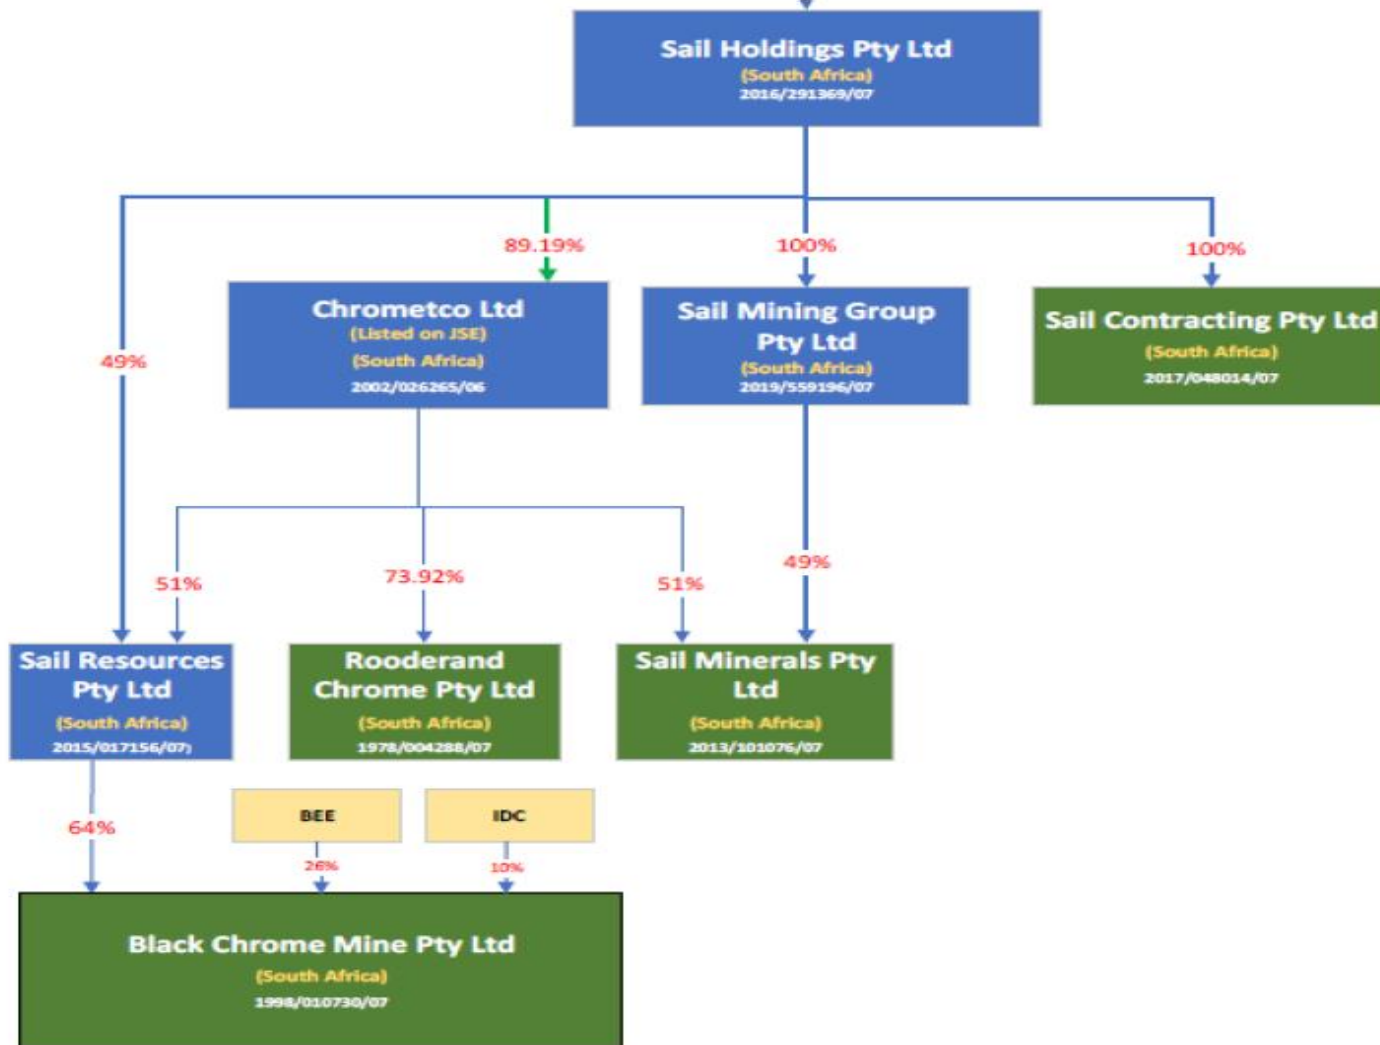 Sail Holdings Pty Ltd
(South Africa)
2016/291369/07
89.19%
100%
100%
49%
Chrometco Ltd
(Listed on JSE)
(South Africa)
2002/026265/06
Sail Mining Group
Pty Ltd
(South Africa)
2019/559196/07
Sail Contracting Pty Ltd
(South Africa)
2017/048014/07
51%
73.92%
51%
49%
Sail Resources
Pty Ltd
(South Africa)
2015/017156/07)
Rooderand
Chrome Pty Ltd
(South Africa)
1978/004288/07
Sail Minerals Pty
Ltd
(South Africa)
2013/101076/07
64%
BEE
IDC
26%
10%
Black Chrome Mine Pty Ltd
(South Africa)
1998/010730/07